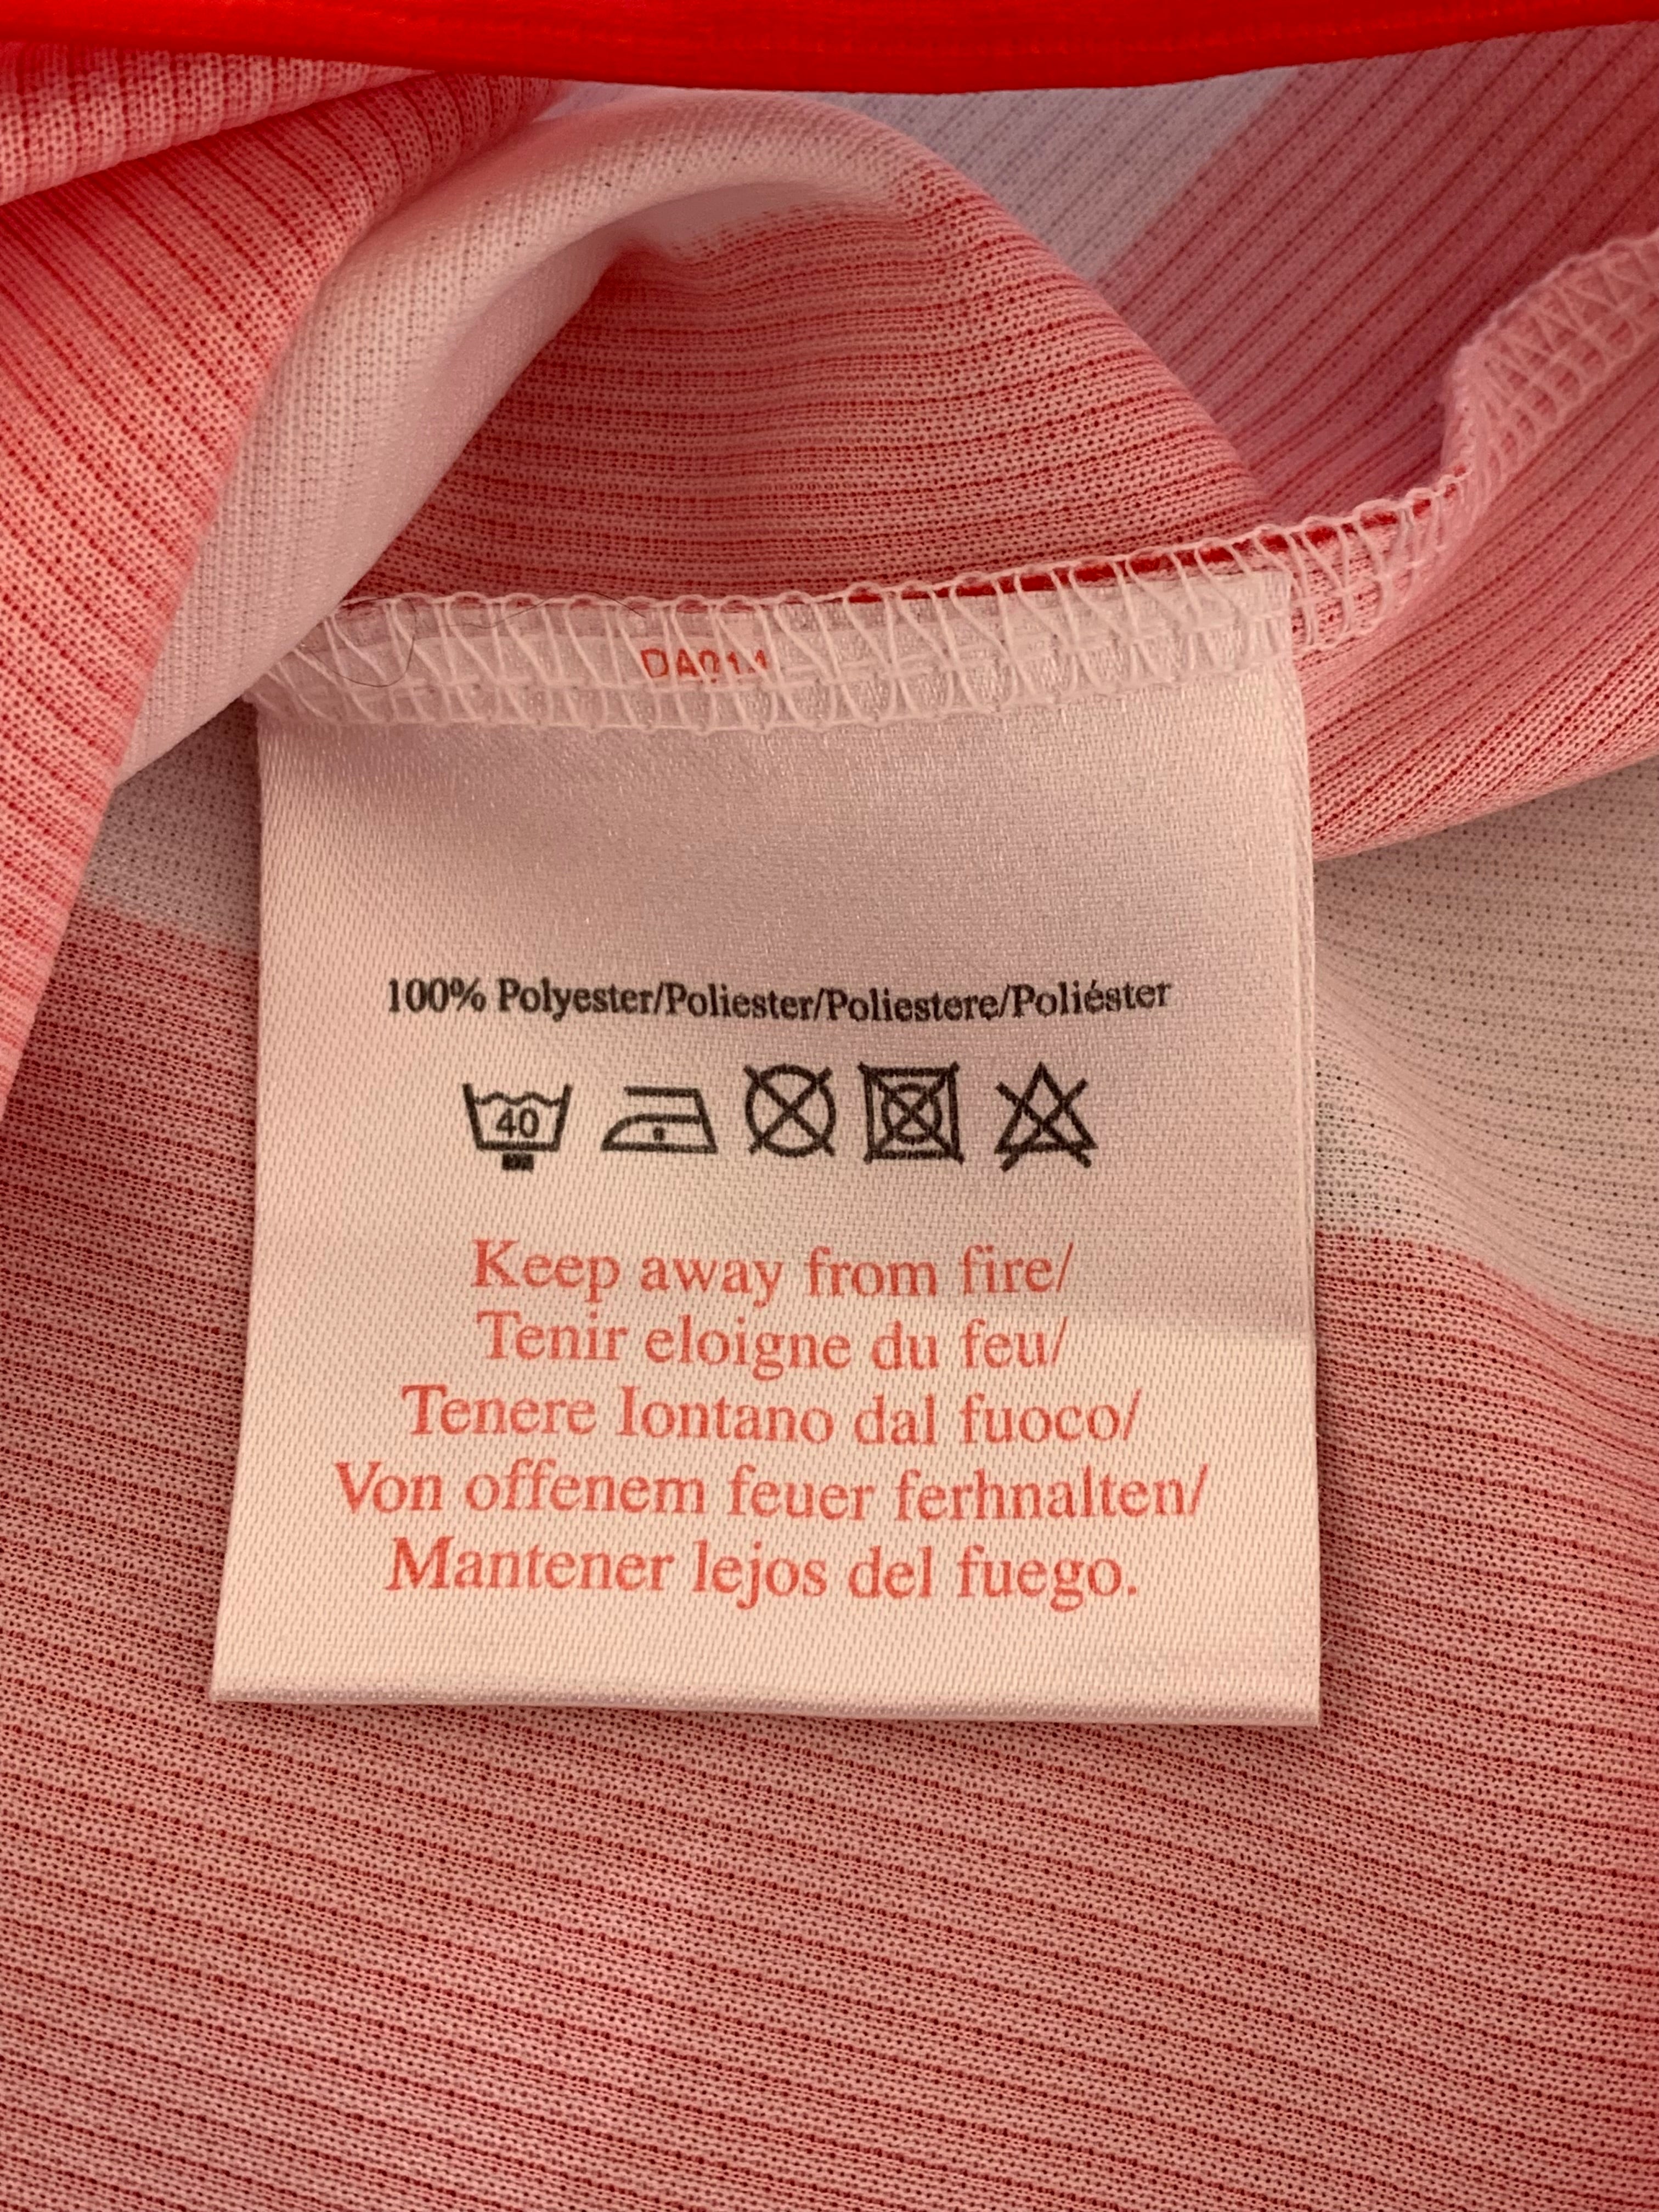 DA011
100% Polyester/Poliester/Poliestere/Poliéster
40
Keep away from fire/
Tenir eloigne du feu/
Tenere Iontano dal fuoco/
Von offenem feuer ferhnalten/
Mantener lejos del fuego.